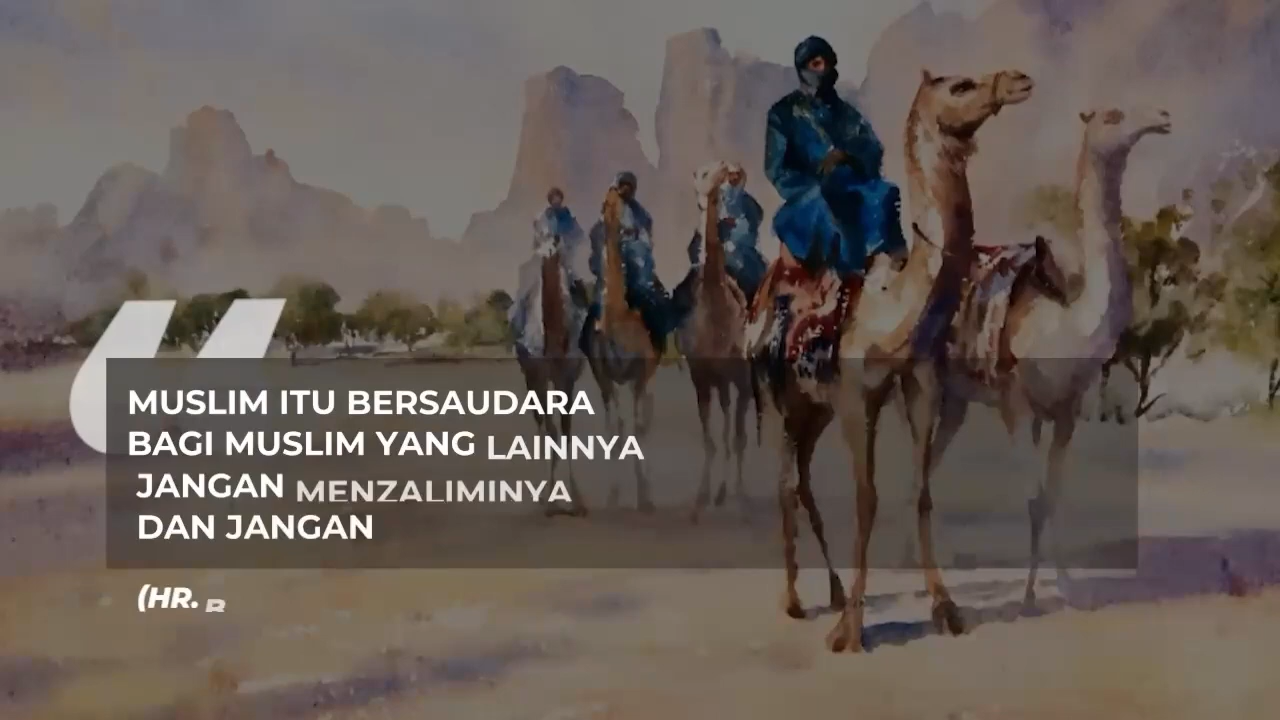 MUSLIM ITU BERSAUDARA
BAGI MUSLIM YANG LAINNYA
JANGAN MENZALIMINYA
DAN JANGAN
(HR.